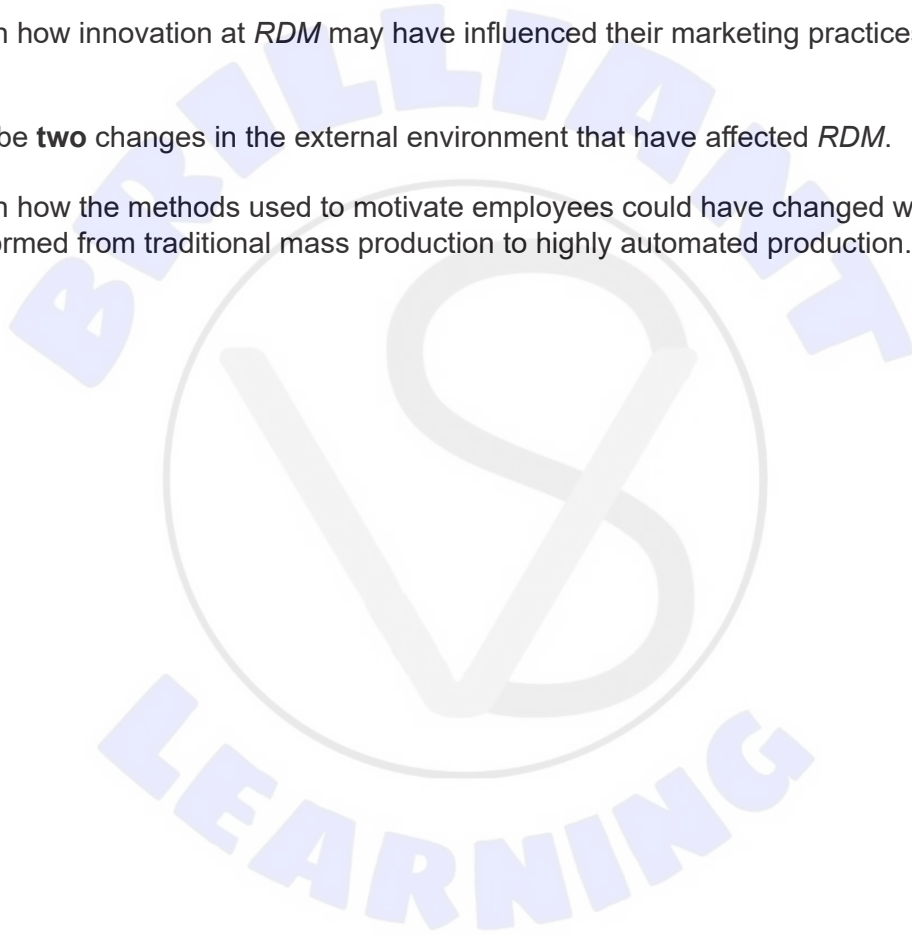 n how innovation at RDM may have influenced their marketing practices
be two changes in the external environment that have affected RDM.
n how the methods used to motivate employees could have changed w
ormed from traditional mass production to highly automated production.
BRILLIANT
VS
LEARNING